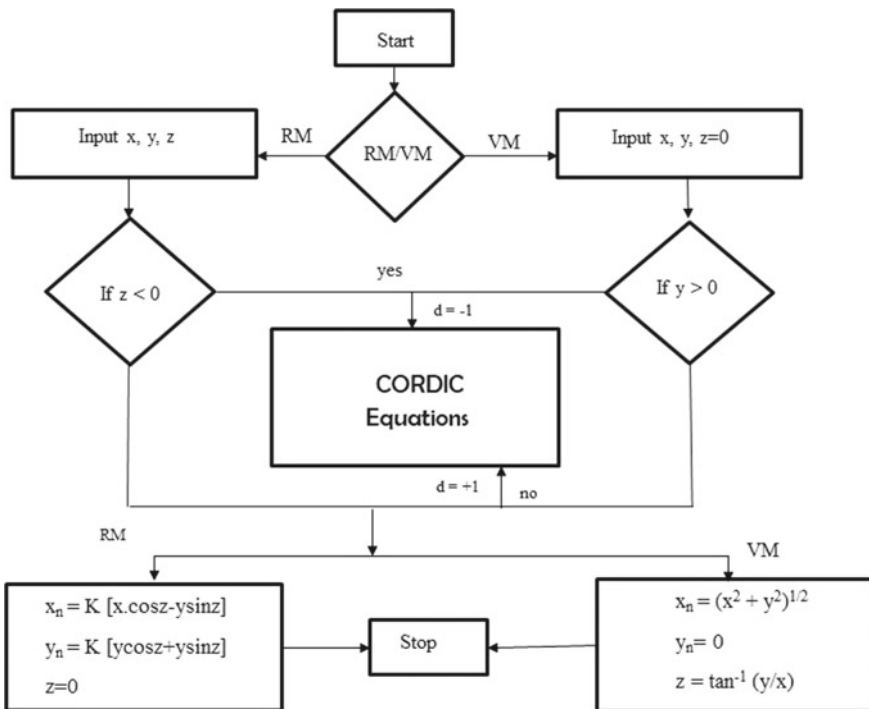 Start
Input x, y, z
RM
RM/VM
VM
Input x, y, z=0
If z < 0
yes
If y > 0
d = -1
CORDIC
Equations
d = +1
no
RM
VM
xₙ = K [x.cosz-ysinz]
yₙ = K [ycosz+ysinz]
z=0
Stop
xₙ = (x² + y²)¹/²
yₙ= 0
z = tan⁻¹ (y/x)